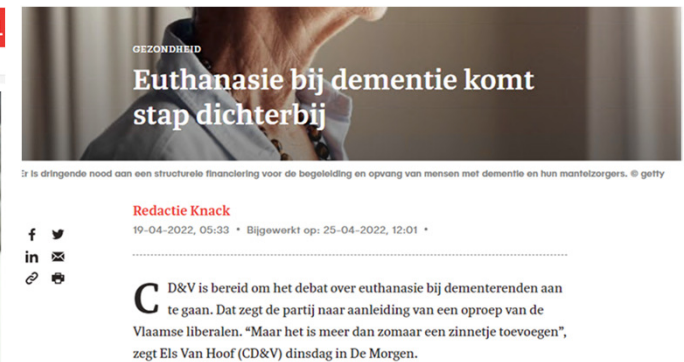 GEZONDHEID
Euthanasie bij dementie komt
stap dichterbij
Er is dringende nood aan een structurele financiering voor de begeleiding en opvang van mensen met dementie en hun mantelzorgers. © getty
Redactie Knack
19-04-2022, 05:33 • Bijgewerkt op: 25-04-2022, 12:01 •
CD&V is bereid om het debat over euthanasie bij dementerenden aan
te gaan. Dat zegt de partij naar aanleiding van een oproep van de
Vlaamse liberalen. “Maar het is meer dan zomaar een zinnetje toevoegen”,
zegt Els Van Hoof (CD&V) dinsdag in De Morgen.